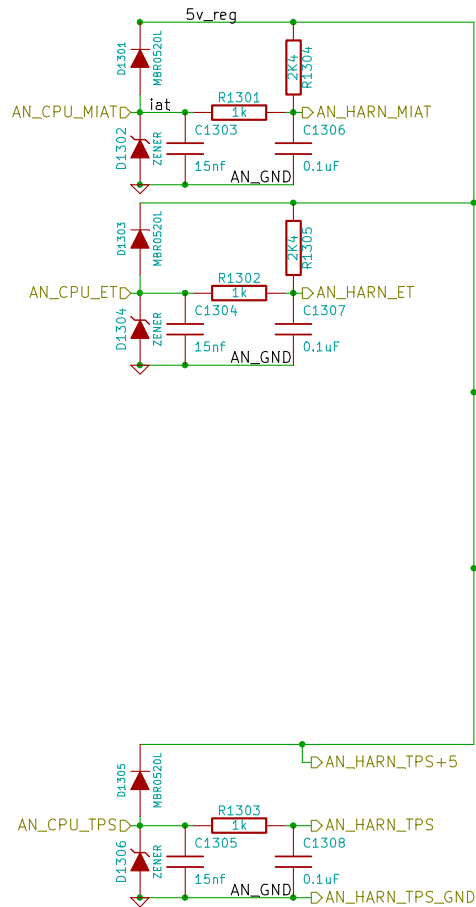 5v_reg
D1301
MBR0520L
2K4
R1304
AN_CPU_MIAT
iat
R1301
1k
AN_HARN_MIAT
D1302
ZENER
C1303
15nf
C1306
0.1uF
AN_GND
D1303
MBR0520L
2K4
R1305
AN_CPU_ET
R1302
1k
AN_HARN_ET
D1304
ZENER
C1304
15nf
C1307
0.1uF
AN_GND
AN_HARN_TPS+5
D1305
MBR0520L
AN_CPU_TPS
R1303
1k
AN_HARN_TPS
D1306
ZENER
C1305
15nf
C1308
0.1uF
AN_GND
AN_HARN_TPS_GND